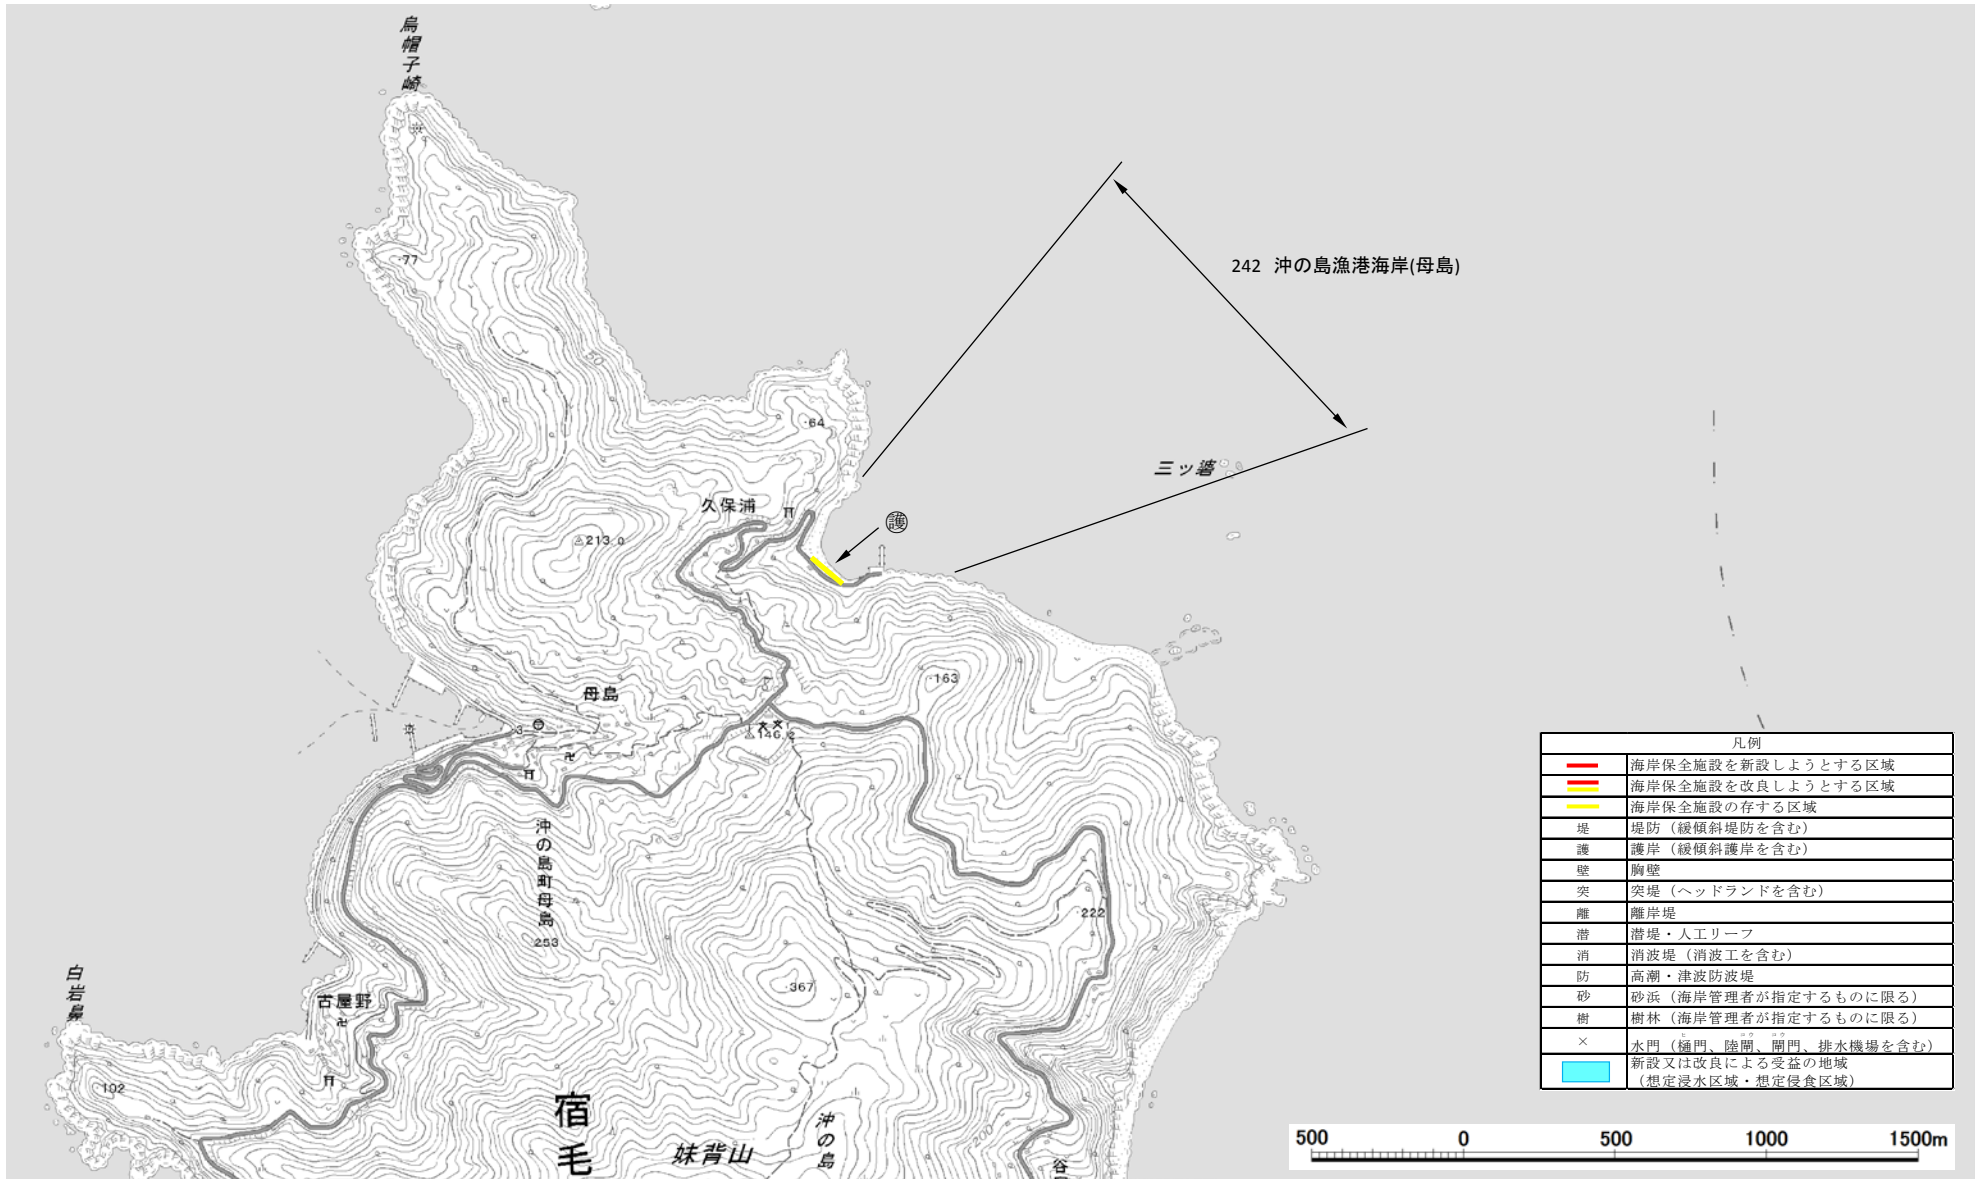 烏帽子崎
77
50
242 沖の島漁港海岸(母島)
64
三ッ碆
久保浦
護
213.0
163
母島
3
文文
146.2
沖の島町母島
253
222
367
白岩鼻
古屋野
102
200
宿毛
妹背山
沖の島
谷
凡例
海岸保全施設を新設しようとする区域
海岸保全施設を改良しようとする区域
海岸保全施設の存する区域
堤 堤防（緩傾斜堤防を含む）
護 護岸（緩傾斜護岸を含む）
壁 胸壁
突 突堤（ヘッドランドを含む）
離 離岸堤
潜 潜堤・人工リーフ
消 消波堤（消波工を含む）
防 高潮・津波防波堤
砂 砂浜（海岸管理者が指定するものに限る）
樹 樹林（海岸管理者が指定するものに限る）
× 水門（樋門、陸閘、閘門、排水機場を含む）
新設又は改良による受益の地域
（想定浸水区域・想定侵食区域）
500 0 500 1000 1500m